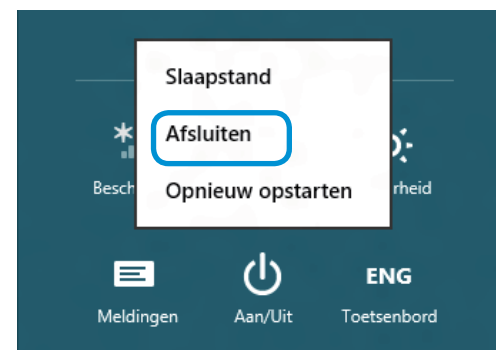 Slaapstand
Afsluiten
Besch
rheid
Opnieuw opstarten
ENG
Meldingen
Aan/Uit
Toetsenbord